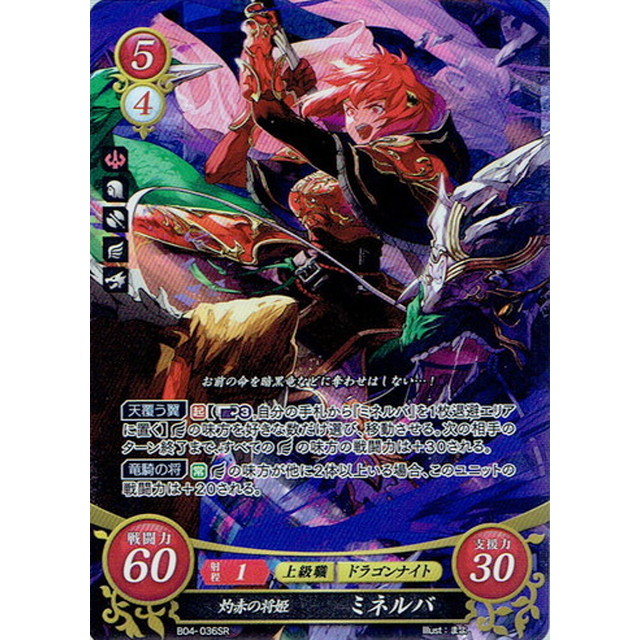 5
4
お前の命を暗黒竜などに奪わせはしない…!
天覆う翼 起【3、自分の手札から『ミネルバ』を1枚退避エリア
に置く】の味方を好きな数だけ選び、移動させる。次の相手の
ターン終了まで、すべての の味方の戦闘力は+30される。
竜騎の将 常 の味方が他に2体以上いる場合、このユニットの
戦闘力は+20される。
戦闘力
60
射程 1 上級職 ドラゴンナイト
支援力
30
灼赤の将姫 ミネルバ
B04-036SR
Illust:まよ